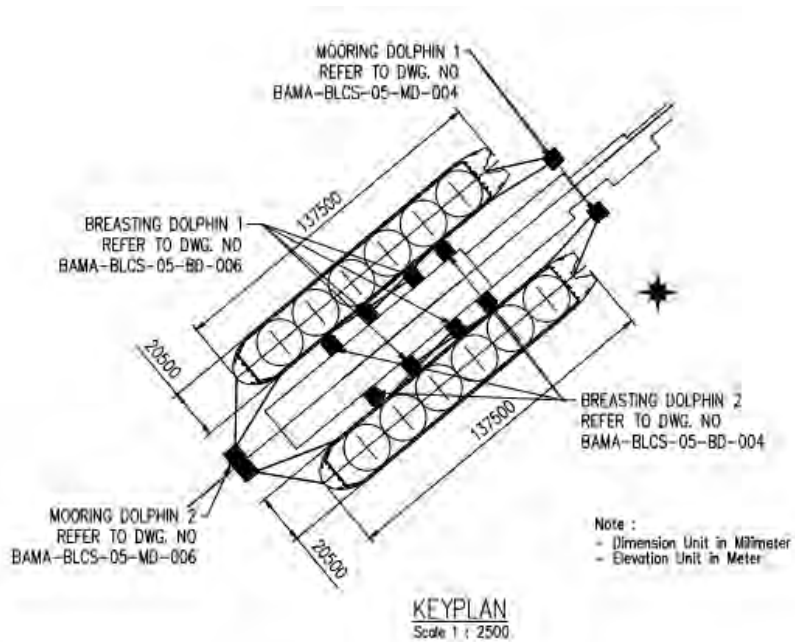 MOORING DOLPHIN 1
REFER TO DWG. NO
BAMA-BLCS-05-MD-004
137500
BREASTING DOLPHIN 1
REFER TO DWG. NO
BAMA-BLCS-05-BD-006
20500
BREASTING DOLPHIN 2
REFER TO DWG. NO
BAMA-BLCS-05-BD-004
137500
MOORING DOLPHIN 2
REFER TO DWG. NO
BAMA-BLCS-05-MD-006
20500
Note :
- Dimension Unit in Milimeter
- Elevation Unit in Meter
KEYPLAN
Scale 1 : 2500